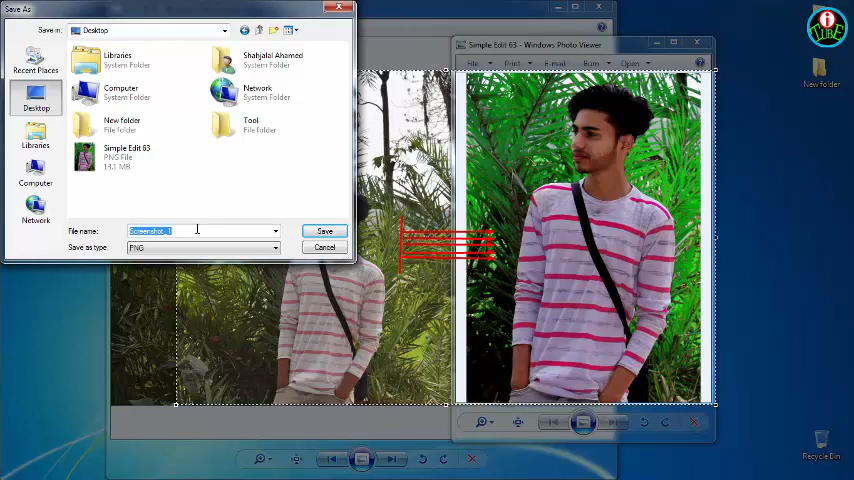 Save As
Save in:
Desktop
Recent Places
Desktop
Libraries
Computer
Network
Libraries
System Folder
Shahjalal Ahamed
System Folder
Computer
System Folder
Network
System Folder
New folder
File folder
Tool
File folder
Simple Edit 63
PNG File
13.1 MB
File name:
Screenshot_1
Save
Save as type:
PNG
Cancel
Simple Edit 63 - Windows Photo Viewer
File
Print
E-mail
Burn
Open
i
TUBE
New folder
Recycle Bin